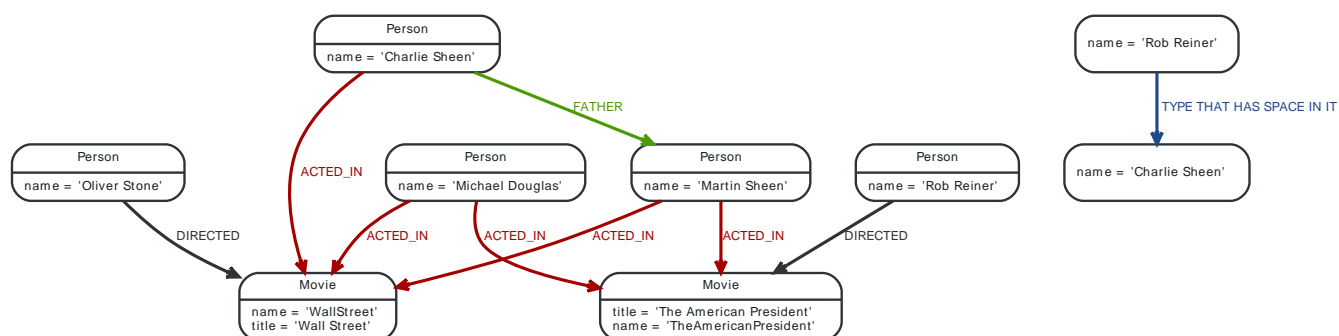 Person
name = 'Charlie Sheen'
name = 'Rob Reiner'
FATHER
TYPE THAT HAS SPACE IN IT
Person
name = 'Oliver Stone'
ACTED_IN
Person
name = 'Michael Douglas'
Person
name = 'Martin Sheen'
Person
name = 'Rob Reiner'
name = 'Charlie Sheen'
DIRECTED
ACTED_IN
ACTED_IN
ACTED_IN
ACTED_IN
DIRECTED
Movie
name = 'WallStreet'
title = 'Wall Street'
Movie
title = 'The American President'
name = 'TheAmericanPresident'